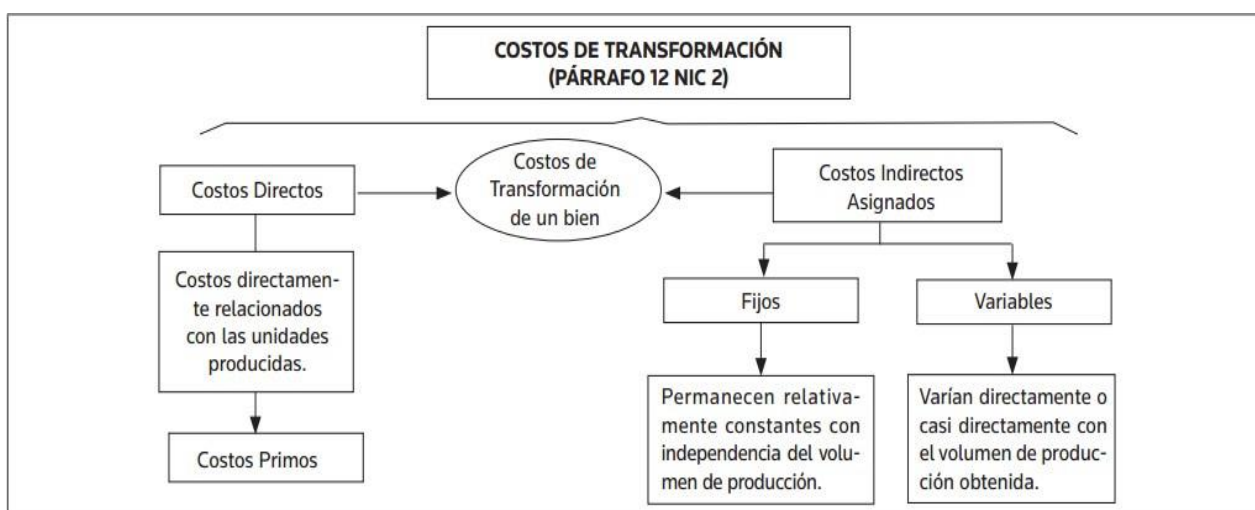 COSTOS DE TRANSFORMACIÓN
(PÁRRAFO 12 NIC 2)
Costos Directos
Costos de
Transformación
de un bien
Costos Indirectos
Asignados
Costos directamen-
te relacionados
con las unidades
producidas.
Fijos
Variables
Costos Primos
Permanecen relativa-
mente constantes con
independencia del volu-
men de producción.
Varían directamente o
casi directamente con
el volumen de produc-
ción obtenida.